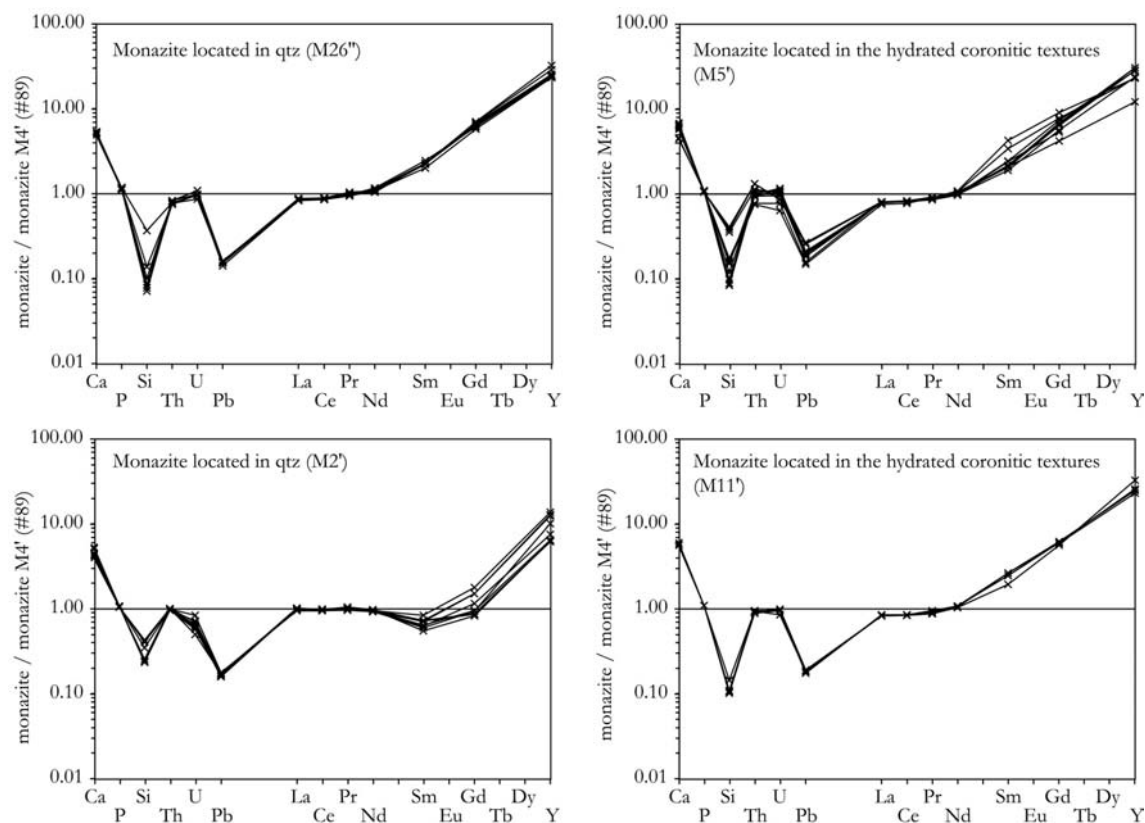 monazite / monazite M4' (#89)
100.00
10.00
1.00
0.10
0.01
Monazite located in qtz (M26")
Ca Si U La Pr Sm Gd Dy
P Th Pb Ce Nd Eu Tb Y
monazite / monazite M4' (#89)
100.00
10.00
1.00
0.10
0.01
Monazite located in the hydrated coronitic textures
(M5')
Ca Si U La Pr Sm Gd Dy
P Th Pb Ce Nd Eu Tb Y
monazite / monazite M4' (#89)
100.00
10.00
1.00
0.10
0.01
Monazite located in qtz (M2')
Ca Si U La Pr Sm Gd Dy
P Th Pb Ce Nd Eu Tb Y
monazite / monazite M4' (#89)
100.00
10.00
1.00
0.10
0.01
Monazite located in the hydrated coronitic textures
(M11')
Ca Si U La Pr Sm Gd Dy
P Th Pb Ce Nd Eu Tb Y